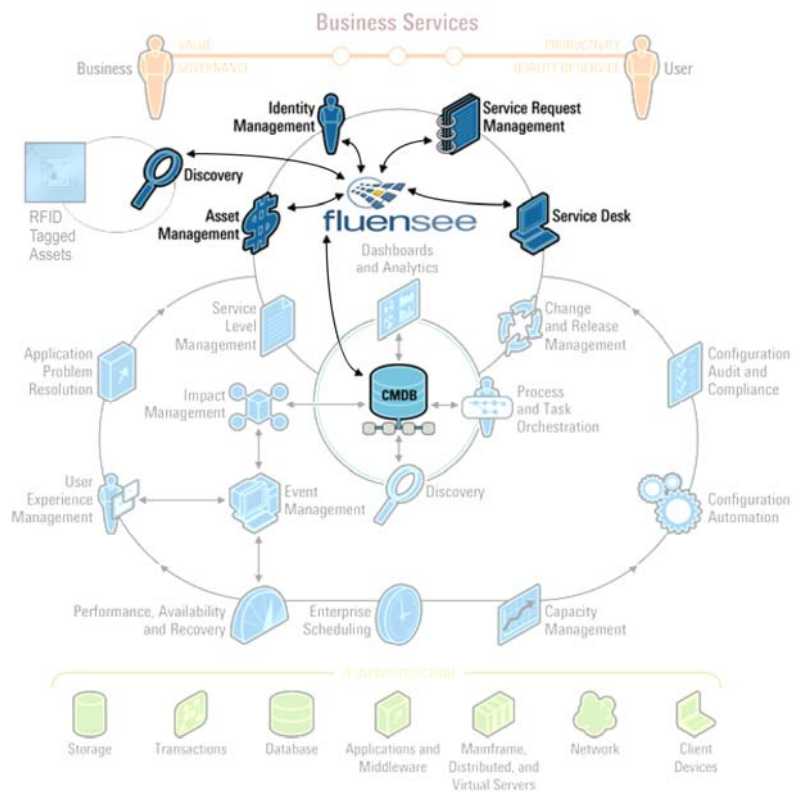 Business Services
VALUE
PRODUCTIVITY
Business
GOVERNANCE
QUALITY OF SERVICE
User
Identity
Management
Service Request
Management
Discovery
RFID
Tagged
Assets
Asset
Management
fluensee
Service Desk
Dashboards
and Analytics
Service
Level
Management
Change
and Release
Management
Application
Problem
Resolution
Configuration
Audit and
Compliance
Impact
Management
CMDB
Process
and Task
Orchestration
User
Experience
Management
Event
Management
Discovery
Configuration
Automation
Performance, Availability
and Recovery
Enterprise
Scheduling
Capacity
Management
IT INFRASTRUCTURE
Storage
Transactions
Database
Applications and
Middleware
Mainframe,
Distributed, and
Virtual Servers
Network
Client
Devices